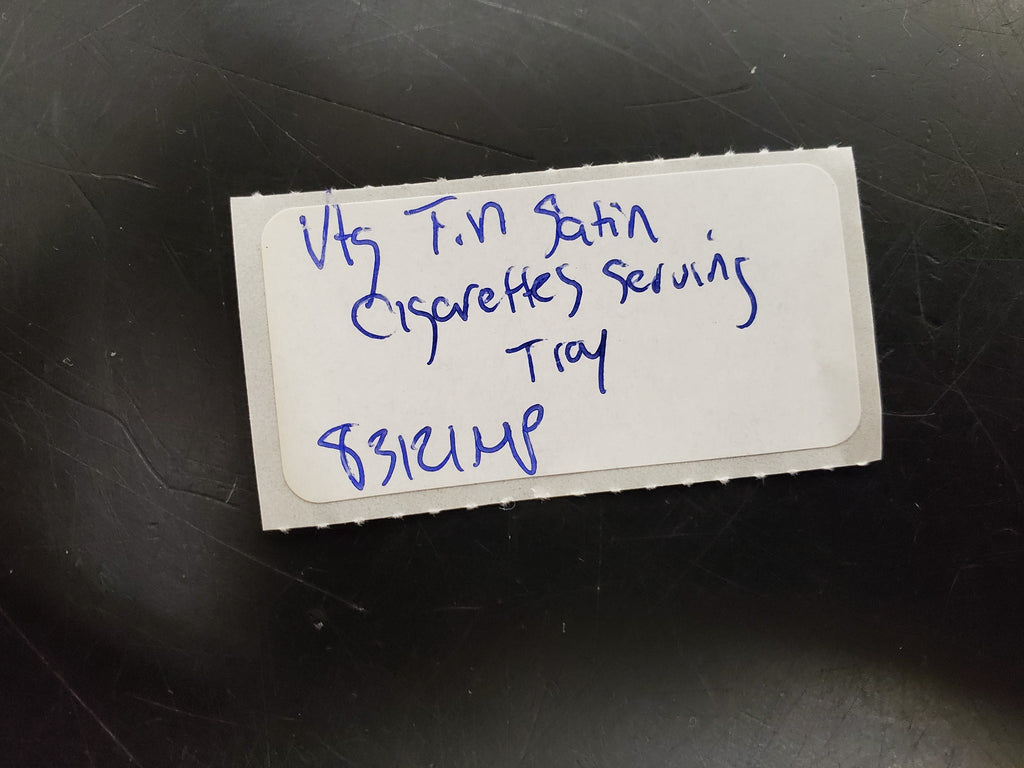 Vtg Tin Satin
Cigarettes Serving
Tray
83121MP